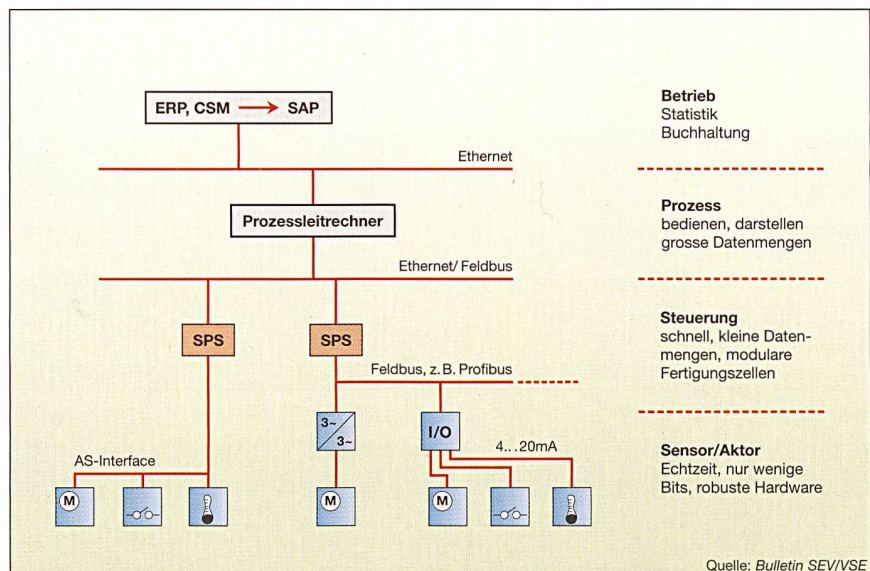 ERP, CSM → SAP
Betrieb
Statistik
Buchhaltung
Ethernet
Prozessleitrechner
Prozess
bedienen, darstellen
grosse Datenmengen
Ethernet/Feldbus
SPS
SPS
Steuerung
schnell, kleine Daten-
mengen, modulare
Fertigungszellen
Feldbus, z.B. Profibus
3~
3~
I/O
4...20mA
AS-Interface
Sensor/Aktor
Echtzeit, nur wenige
Bits, robuste Hardware
M
M
M
Quelle: Bulletin SEV/VSE